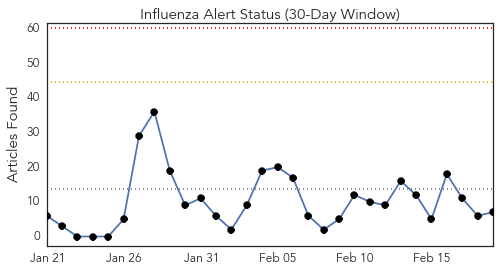 Influenza Alert Status (30-Day Window)
Articles Found
60
50
40
30
20
10
0
Jan 21 Jan 26 Jan 31 Feb 05 Feb 10 Feb 15